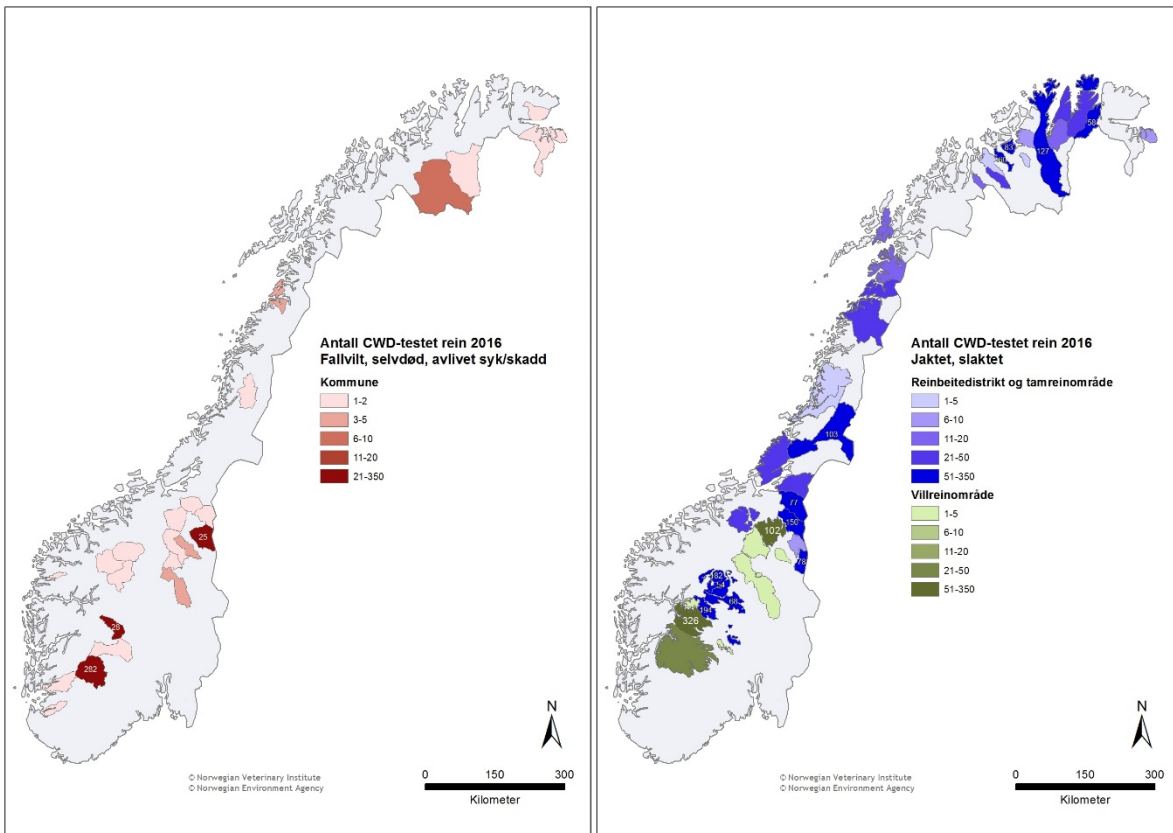 Antall CWD-testet rein 2016
Fallvilt, selvdød, avlivet syk/skadd
Kommune
1-2
3-5
6-10
11-20
21-350
25
28
282
N
© Norwegian Veterinary Institute
© Norwegian Environment Agency
0 150 300
Kilometer
58
83
127
Antall CWD-testet rein 2016
Jaktet, slaktet
Reinbeitedistrikt og tamreinområde
1-5
6-10
11-20
21-50
51-350
Villreinområde
1-5
6-10
11-20
21-50
51-350
103
77
150
102
78
194
326
N
© Norwegian Veterinary Institute
© Norwegian Environment Agency
0 150 300
Kilometer